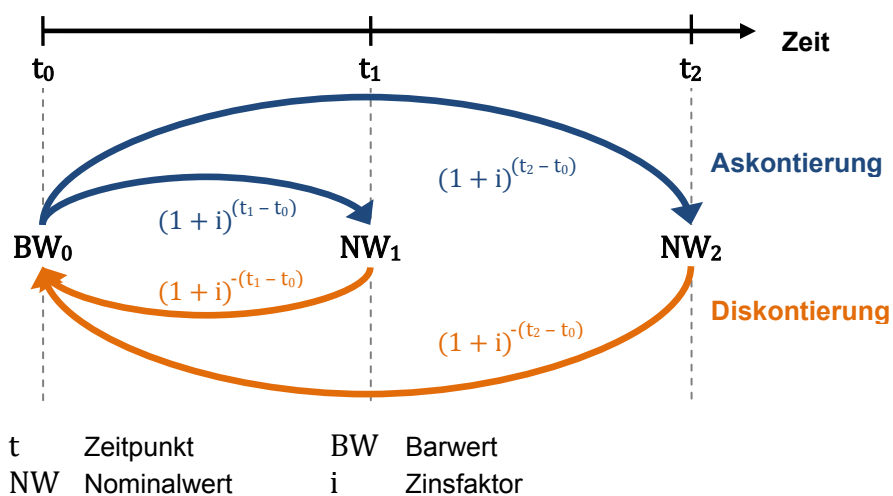 Zeit
t₀ t₁ t₂
Askontierung
(1 + i)^(t₂ – t₀)
(1 + i)^(t₁ – t₀)
BW₀ NW₁ NW₂
(1 + i)^-(t₁ – t₀)
Diskontierung
(1 + i)^-(t₂ – t₀)
t Zeitpunkt BW Barwert
NW Nominalwert i Zinsfaktor